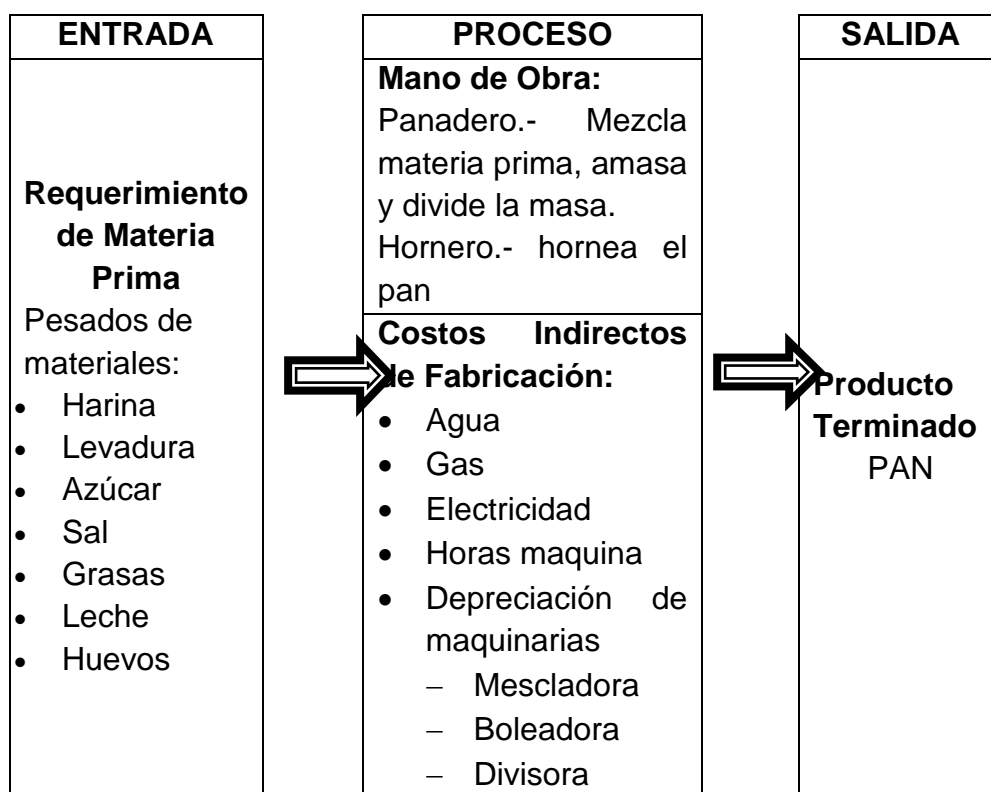 ENTRADA
Requerimiento
de Materia
Prima
Pesados de
materiales:
• Harina
• Levadura
• Azúcar
• Sal
• Grasas
• Leche
• Huevos
PROCESO
Mano de Obra:
Panadero.- Mezcla
materia prima, amasa
y divide la masa.
Hornero.- hornea el
pan
Costos Indirectos
de Fabricación:
• Agua
• Gas
• Electricidad
• Horas maquina
• Depreciación de
maquinarias
– Mescladora
– Boleadora
– Divisora
SALIDA
Producto
Terminado
PAN